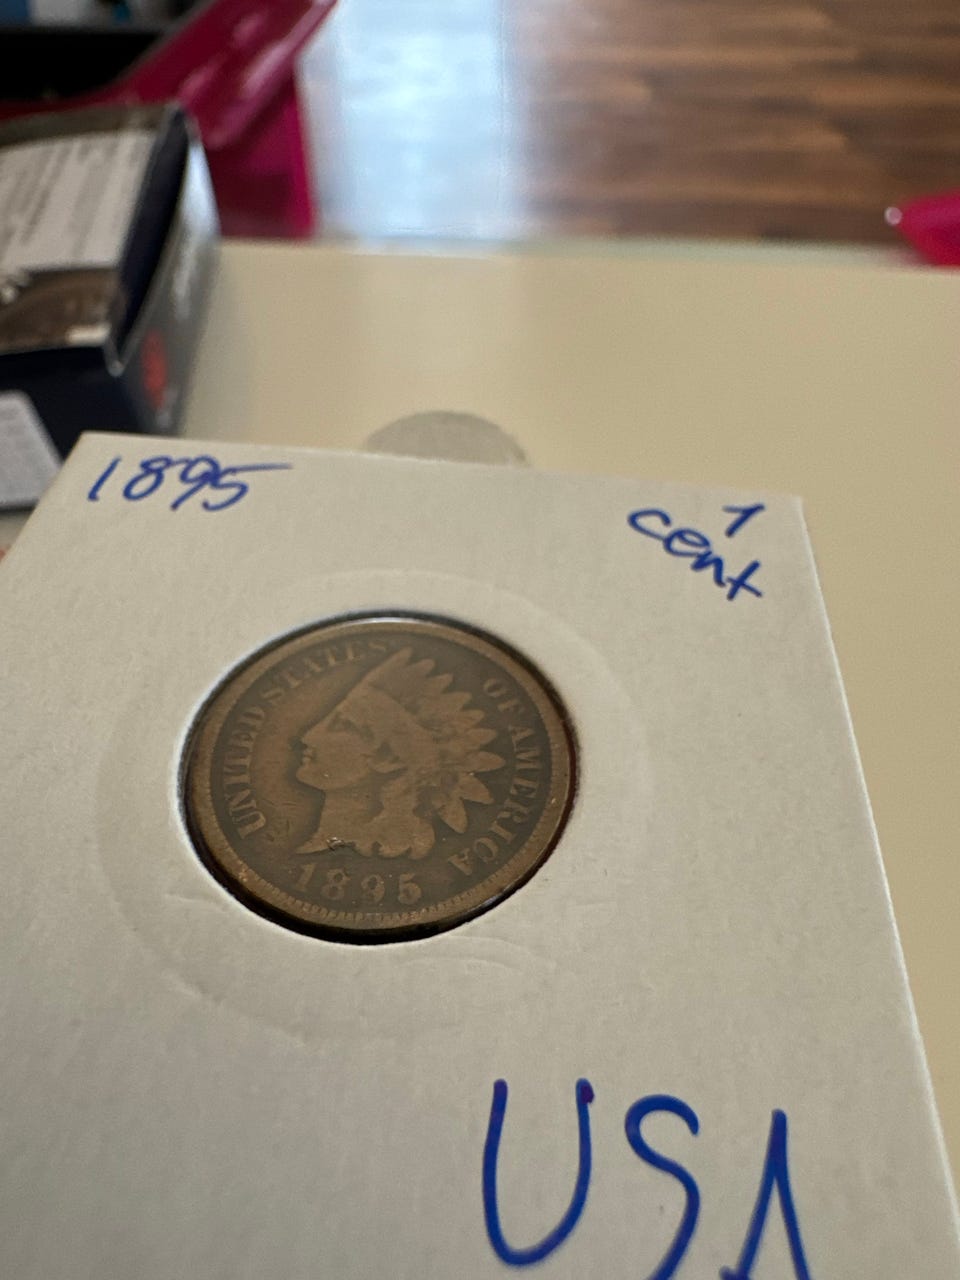 1895
1
cent
UNITED STATES OF AMERICA
1895
USA